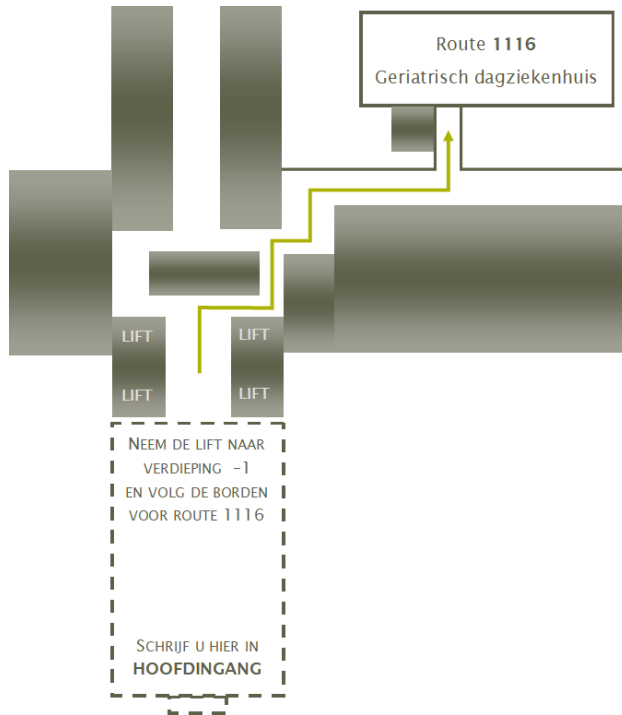 Route 1116
Geriatrisch dagziekenhuis
LIFT
LIFT
LIFT
LIFT
NEEM DE LIFT NAAR
VERDIEPING -1
EN VOLG DE BORDEN
VOOR ROUTE 1116
SCHRIJF U HIER IN
HOOFDINGANG